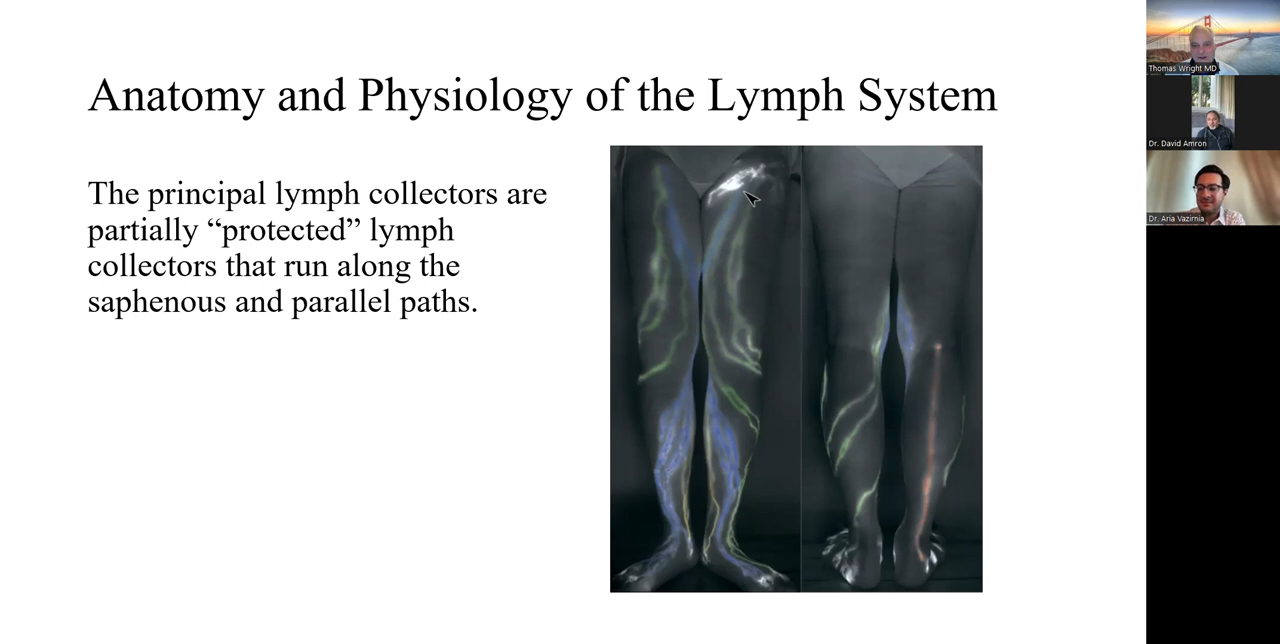 Anatomy and Physiology of the Lymph System
The principal lymph collectors are
partially “protected” lymph
collectors that run along the
saphenous and parallel paths.
Thomas Wright MD
Dr. David Amron
Dr. Aria Vazirnia